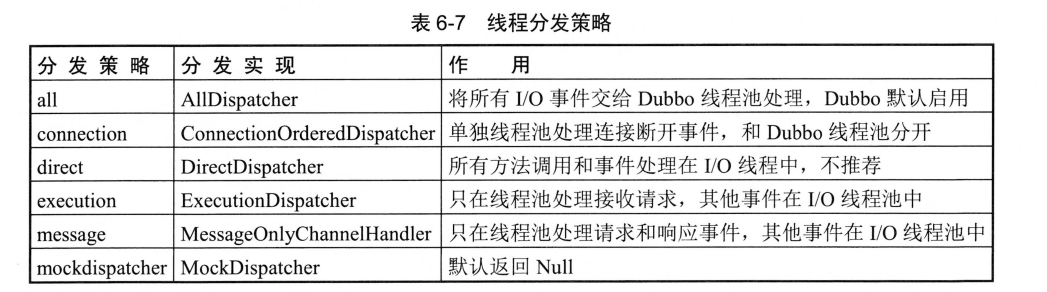 表 6-7 线程分发策略
分 发 策 略 分 发 实 现 作 用
all AllDispatcher 将所有 I/O 事件交给 Dubbo 线程池处理，Dubbo 默认启用
connection ConnectionOrderedDispatcher 单独线程池处理连接断开事件，和 Dubbo 线程池分开
direct DirectDispatcher 所有方法调用和事件处理在 I/O 线程中，不推荐
execution ExecutionDispatcher 只在线程池处理接收请求，其他事件在 I/O 线程池中
message MessageOnlyChannelHandler 只在线程池处理请求和响应事件，其他事件在 I/O 线程池中
mockdispatcher MockDispatcher 默认返回 Null